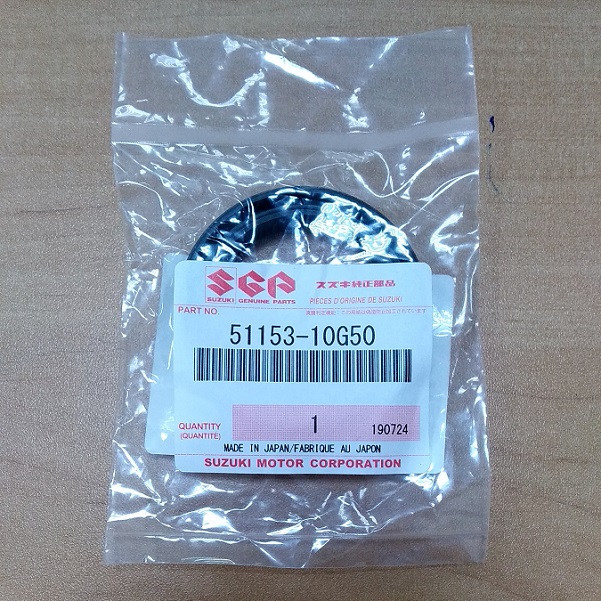 SGP スズキ純正部品
SUZUKI GENUINE PARTS PIÈCES D'ORIGINE DE SUZUKI
PART NO.
51153-10G50
QUANTITY 1 190724
(QUANTITÉ)
MADE IN JAPAN/FABRIQUE AU JAPON
SUZUKI MOTOR CORPORATION